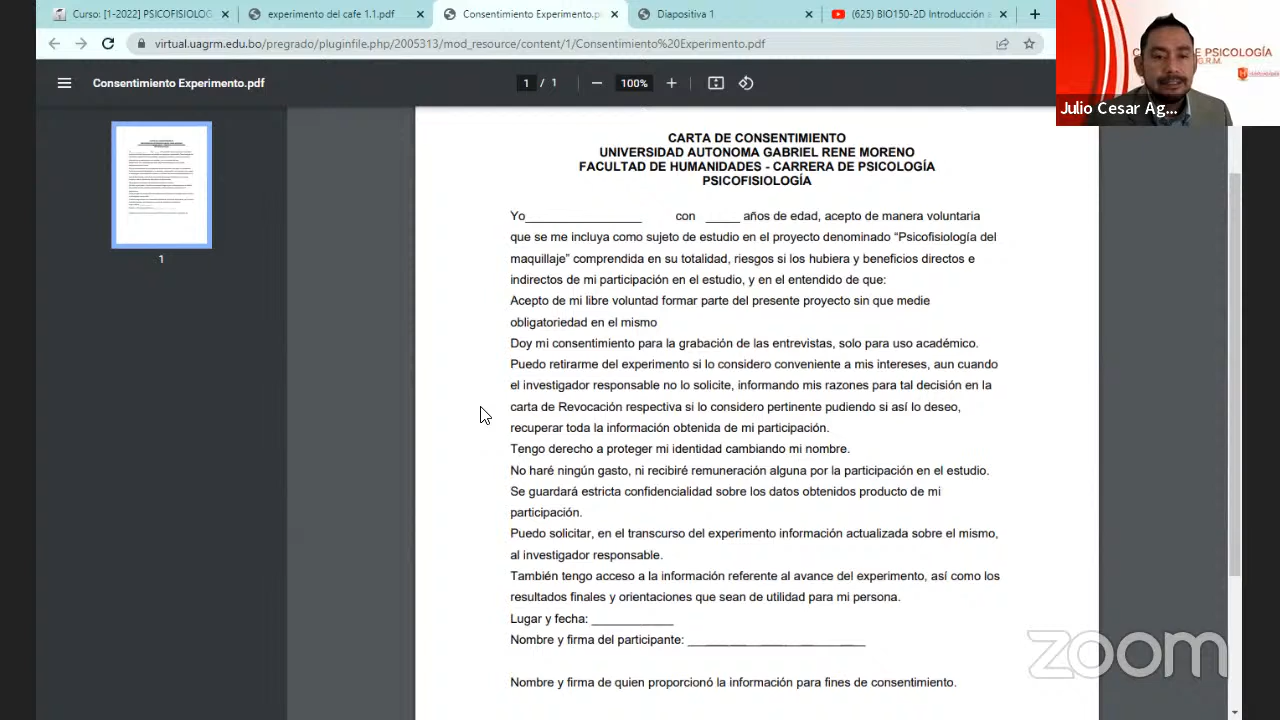 Curso: [1-2022] PSICOFISIOLOG
experimento del cafe 1.1.pdf
Consentimiento Experimento.p
Diapositiva 1
(625) BIO150-2D Introducción a
virtual.uagrm.edu.bo/pregrado/pluginfile.php/2005313/mod_resource/content/1/Consentimiento%20Experimento.pdf
Consentimiento Experimento.pdf
1 / 1
100%
E PSICOLOGÍA
G.R.M.
Julio Cesar Ag...
1
CARTA DE CONSENTIMIENTO
UNIVERSIDAD AUTONOMA GABRIEL RENE MORENO
FACULTAD DE HUMANIDADES - CARRERA DE PSICOLOGÍA
PSICOFISIOLOGÍA
Yo_________________ con _____ años de edad, acepto de manera voluntaria
que se me incluya como sujeto de estudio en el proyecto denominado “Psicofisiología del
maquillaje” comprendida en su totalidad, riesgos si los hubiera y beneficios directos e
indirectos de mi participación en el estudio, y en el entendido de que:
Acepto de mi libre voluntad formar parte del presente proyecto sin que medie
obligatoriedad en el mismo
Doy mi consentimiento para la grabación de las entrevistas, solo para uso académico.
Puedo retirarme del experimento si lo considero conveniente a mis intereses, aun cuando
el investigador responsable no lo solicite, informando mis razones para tal decisión en la
carta de Revocación respectiva si lo considero pertinente pudiendo si así lo deseo,
recuperar toda la información obtenida de mi participación.
Tengo derecho a proteger mi identidad cambiando mi nombre.
No haré ningún gasto, ni recibiré remuneración alguna por la participación en el estudio.
Se guardará estricta confidencialidad sobre los datos obtenidos producto de mi
participación.
Puedo solicitar, en el transcurso del experimento información actualizada sobre el mismo,
al investigador responsable.
También tengo acceso a la información referente al avance del experimento, así como los
resultados finales y orientaciones que sean de utilidad para mi persona.
Lugar y fecha: ____________
Nombre y firma del participante: __________________________
Nombre y firma de quien proporcionó la información para fines de consentimiento.
zoom